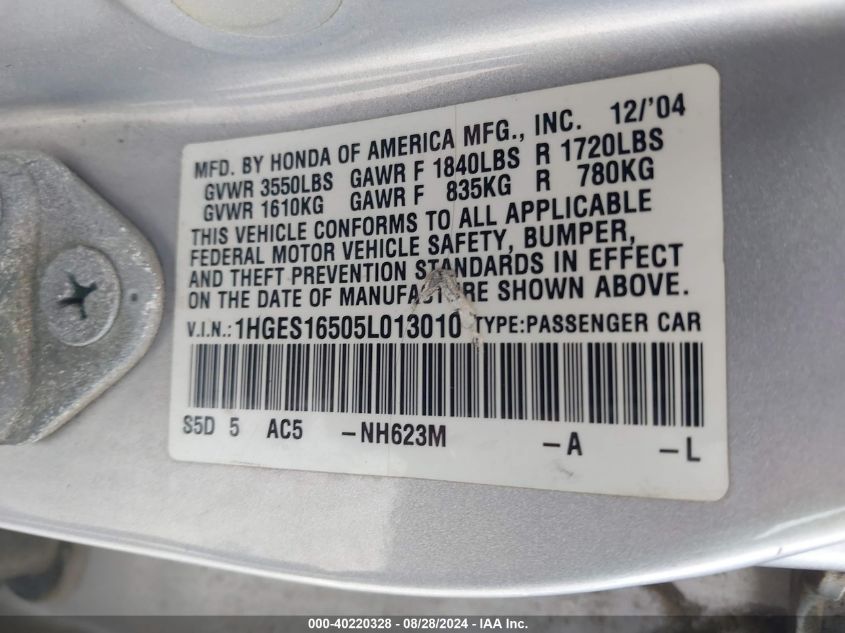 MFD. BY HONDA OF AMERICA MFG., INC. 12/'04
GVWR 3550LBS GAWR F 1840LBS R 1720LBS
GVWR 1610KG GAWR F 835KG R 780KG
THIS VEHICLE CONFORMS TO ALL APPLICABLE
FEDERAL MOTOR VEHICLE SAFETY, BUMPER,
AND THEFT PREVENTION STANDARDS IN EFFECT
ON THE DATE OF MANUFACTURE SHOWN ABOVE.
V.I.N.:1HGES16505L013010 TYPE:PASSENGER CAR
S5D 5 AC5 -NH623M -A -L
000-40220328 - 08/28/2024 - IAA Inc.